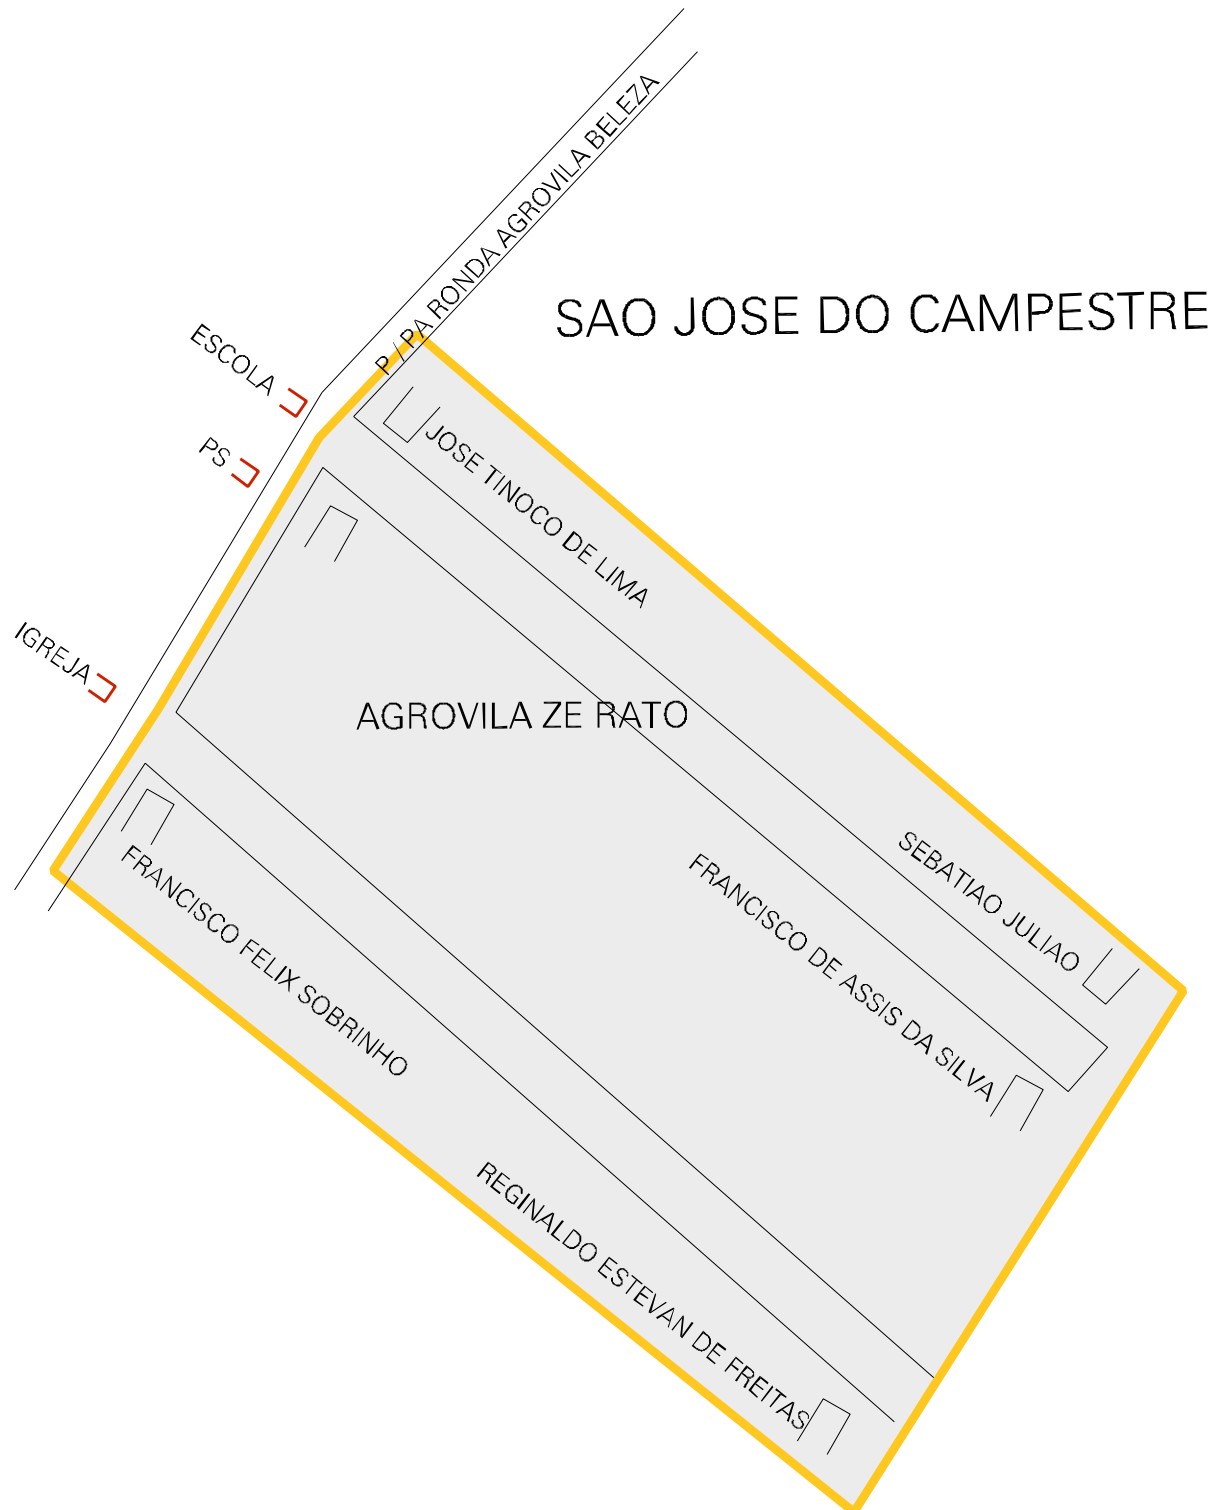 P / PA RONDA AGROVILA BELEZA
SAO JOSE DO CAMPESTRE
ESCOLA
PS
JOSE TINOCO DE LIMA
IGREJA
AGROVILA ZE RATO
SEBATIAO JULIAO
FRANCISCO DE ASSIS DA SILVA
FRANCISCO FELIX SOBRINHO
REGINALDO ESTEVAN DE FREITAS